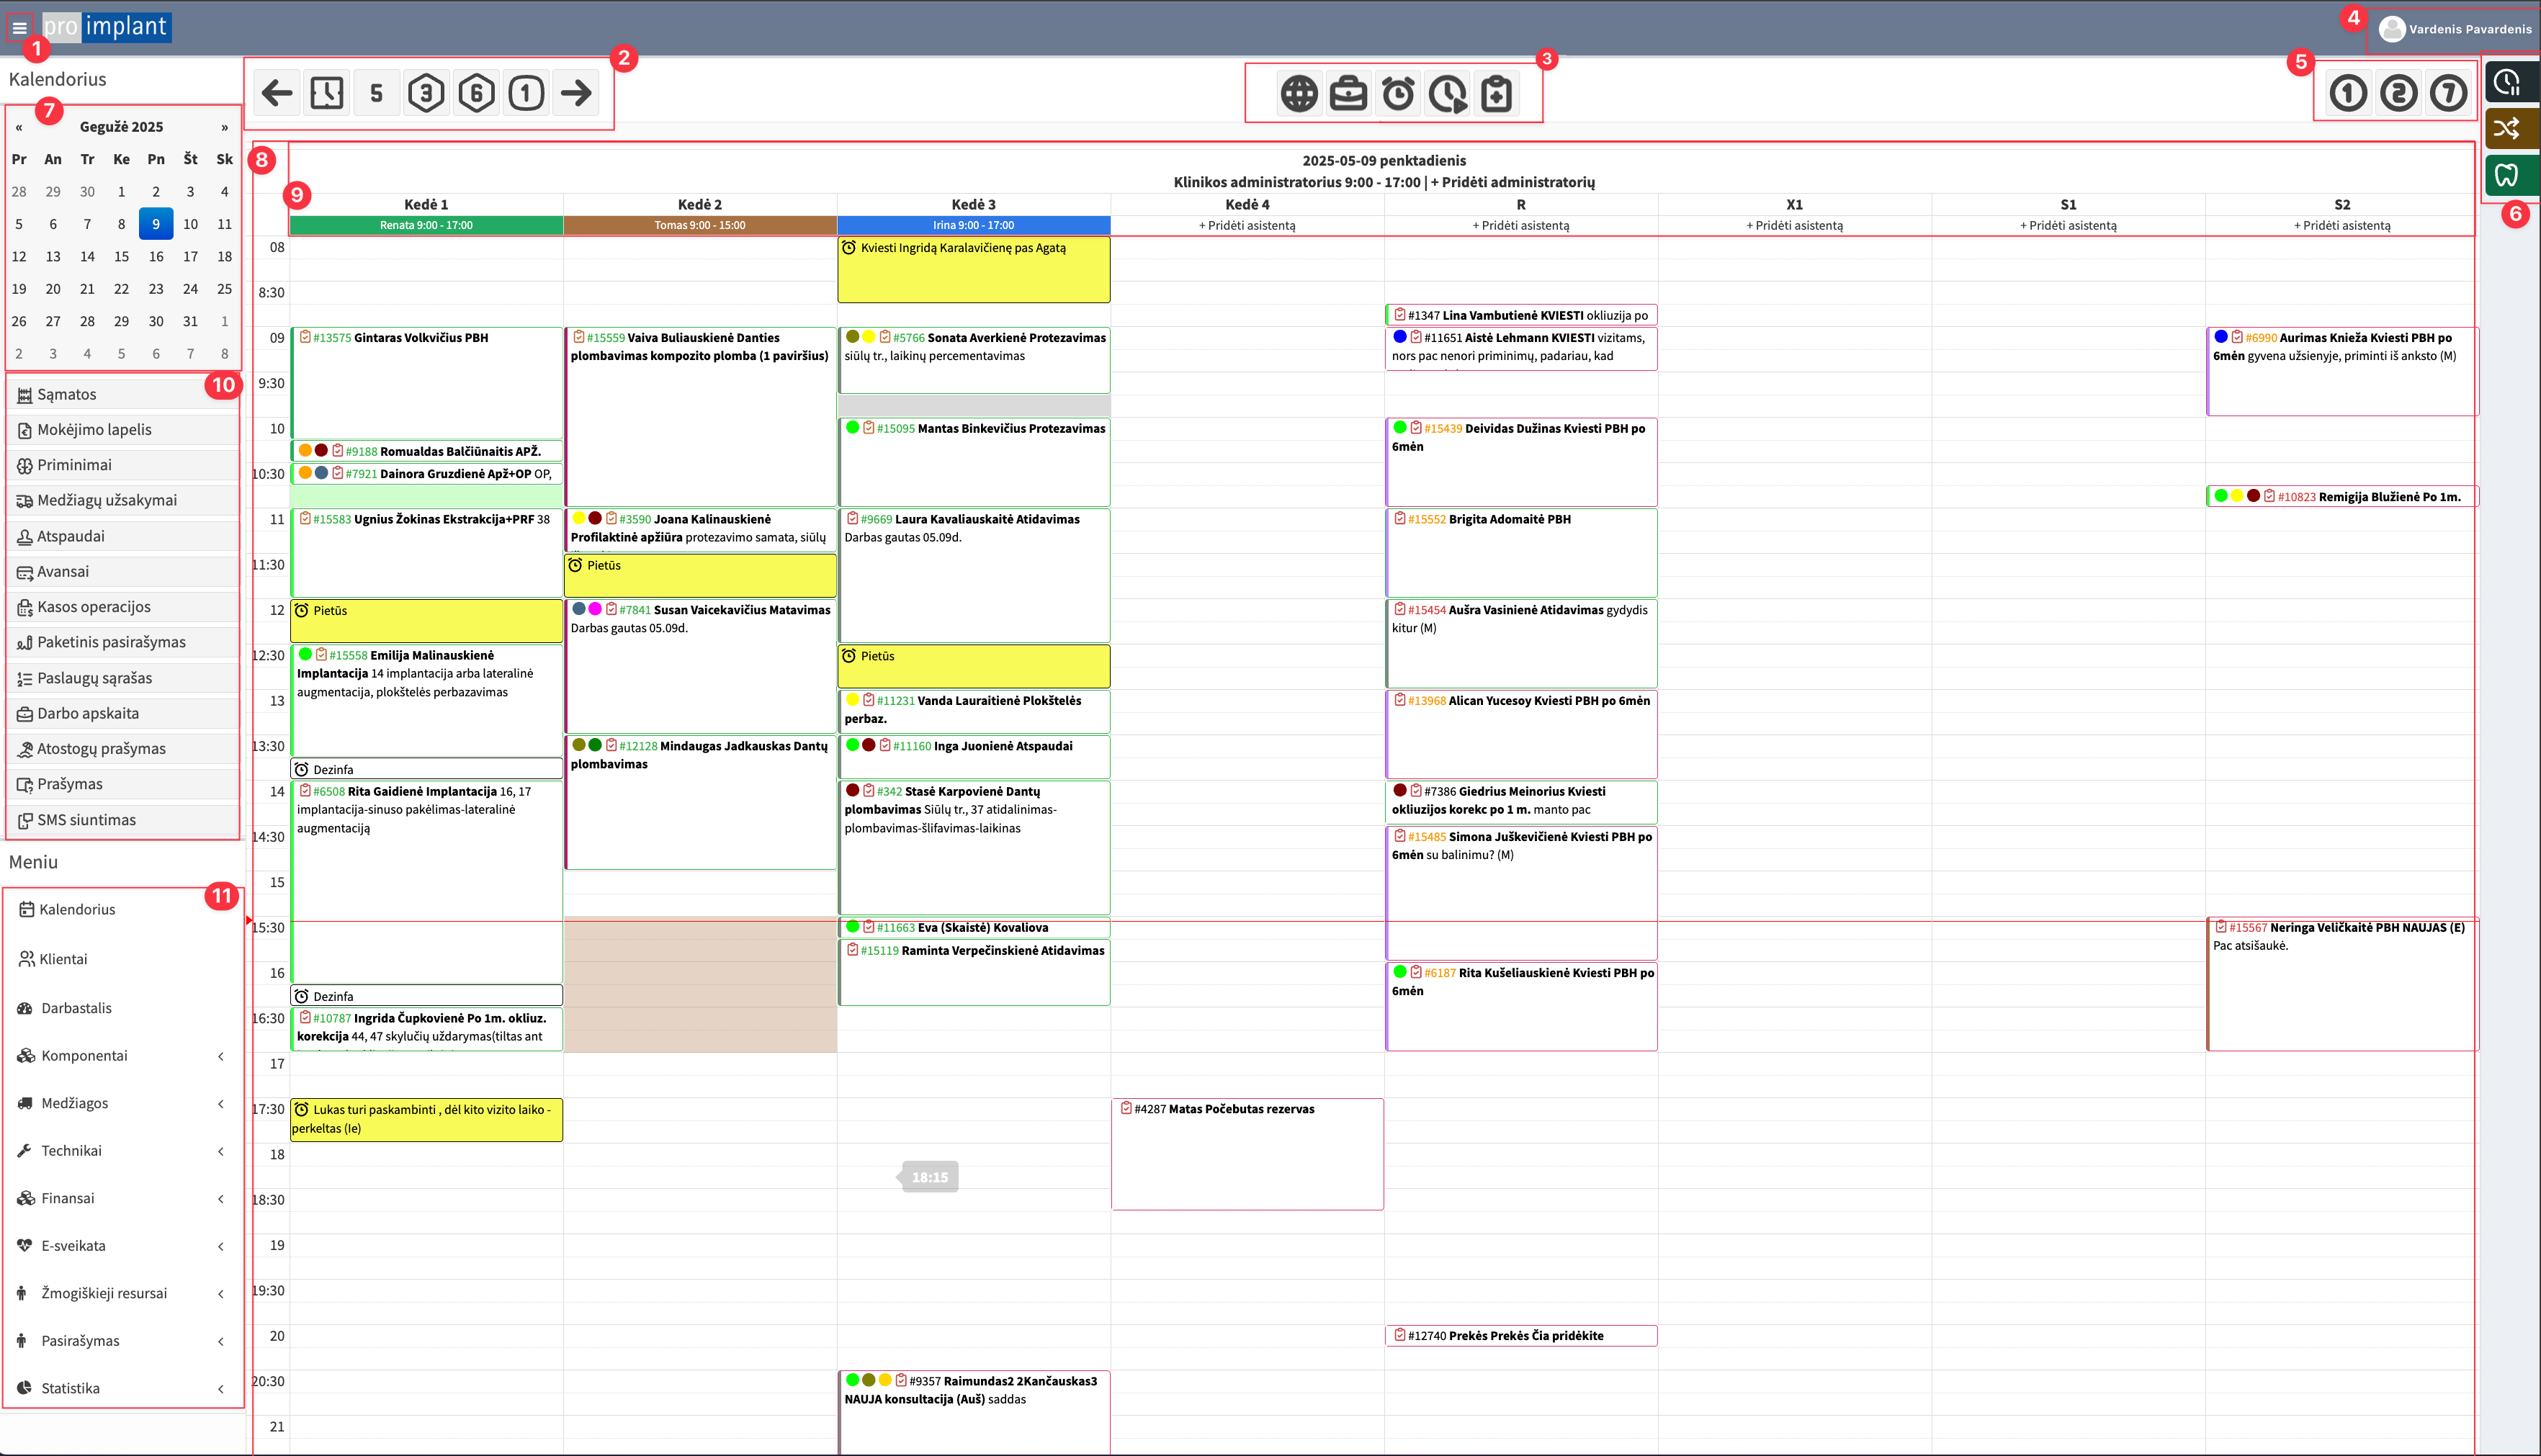 pro implant
4
Vardenis Pavardenis
1
Kalendorius
2
5
3
6
1
3
5
1
2
7
6
7
« Gegužė 2025 »
Pr An Tr Ke Pn Št Sk
28 29 30 1 2 3 4
5 6 7 8 9 10 11
12 13 14 15 16 17 18
19 20 21 22 23 24 25
26 27 28 29 30 31 1
2 3 4 5 6 7 8
10
Sąmatos
Mokėjimo lapelis
Priminimai
Medžiagų užsakymai
Atspaudai
Avansai
Kasos operacijos
Paketinis pasirašymas
Paslaugų sąrašas
Darbo apskaita
Atostogų prašymas
Prašymas
SMS siuntimas
Meniu
11
Kalendorius
Klientai
Darbastalis
Komponentai
Medžiagos
Technikai
Finansai
E-sveikata
Žmogiškieji resursai
Pasirašymas
Statistika
8
9
2025-05-09 penktadienis
Klinikos administratorius 9:00 - 17:00 | + Pridėti administratorių
Kedė 1 Kedė 2 Kedė 3 Kedė 4 R X1 S1 S2
Renata 9:00 - 17:00 Tomas 9:00 - 15:00 Irina 9:00 - 17:00 + Pridėti asistentą + Pridėti asistentą + Pridėti asistentą + Pridėti asistentą + Pridėti asistentą
08
8:30
09
9:30
10
10:30
11
11:30
12
12:30
13
13:30
14
14:30
15
15:30
16
16:30
17
17:30
18
18:30
19
19:30
20
20:30
21
#13575 Gintaras Volkvičius PBH
#9188 Romualdas Balčiūnaitis APŽ.
#7921 Dainora Gruzdienė Apž+OP OP,
#15583 Ugnius Žokinas Ekstrakcija+PRF 38
Pietūs
#15558 Emilija Malinauskienė
Implantacija 14 implantacija arba lateralinė
augmentacija, plokštelės perbazavimas
Dezinfa
#6508 Rita Gaidienė Implantacija 16, 17
implantacija-sinuso pakėlimas-lateralinė
augmentaciją
Dezinfa
#10787 Ingrida Čupkovienė Po 1m. okliuz.
korekcija 44, 47 skylučių uždarymas(tiltas ant
Lukas turi paskambinti , dėl kito vizito laiko -
perkeltas (Ie)
#15559 Vaiva Buliauskienė Danties
plombavimas kompozito plomba (1 paviršius)
#3590 Joana Kalinauskienė
Profilaktinė apžiūra protezavimo samata, siūlų
Pietūs
#7841 Susan Vaicekavičius Matavimas
Darbas gautas 05.09d.
#12128 Mindaugas Jadkauskas Dantų
plombavimas
Kviesti Ingridą Karalavičienę pas Agatą
#5766 Sonata Averkienė Protezavimas
siūlų tr., laikinų percementavimas
#15095 Mantas Binkevičius Protezavimas
#9669 Laura Kavaliauskaitė Atidavimas
Darbas gautas 05.09d.
Pietūs
#11231 Vanda Lauraitienė Plokštelės
perbaz.
#11160 Inga Juonienė Atspaudai
#342 Stasė Karpovienė Dantų
plombavimas Siūlų tr., 37 atidalinimas-
plombavimas-šlifavimas-laikinas
#11663 Eva (Skaistė) Kovaliova
#15119 Raminta Verpečinskienė Atidavimas
18:15
#9357 Raimundas2 2Kančauskas3
NAUJA konsultacija (Auš) saddas
#4287 Matas Počebutas rezervas
#1347 Lina Vambutienė KVIESTI okliuzija po
#11651 Aistė Lehmann KVIESTI vizitams,
nors pac nenori priminimų, padariau, kad
#15439 Deividas Dužinas Kviesti PBH po
6mėn
#15552 Brigita Adomaitė PBH
#15454 Aušra Vasinienė Atidavimas gydydis
kitur (M)
#13968 Alican Yucesoy Kviesti PBH po 6mėn
#7386 Giedrius Meinorius Kviesti
okliuzijos korekc po 1 m. manto pac
#15485 Simona Juškevičienė Kviesti PBH po
6mėn su balinimu? (M)
#6187 Rita Kušeliauskienė Kviesti PBH po
6mėn
#12740 Prekės Prekės Čia pridėkite
#6990 Aurimas Knieža Kviesti PBH po
6mėn gyvena užsienyje, priminti iš anksto (M)
#10823 Remigija Blužienė Po 1m.
#15567 Neringa Veličkaitė PBH NAUJAS (E)
Pac atsišaukė.